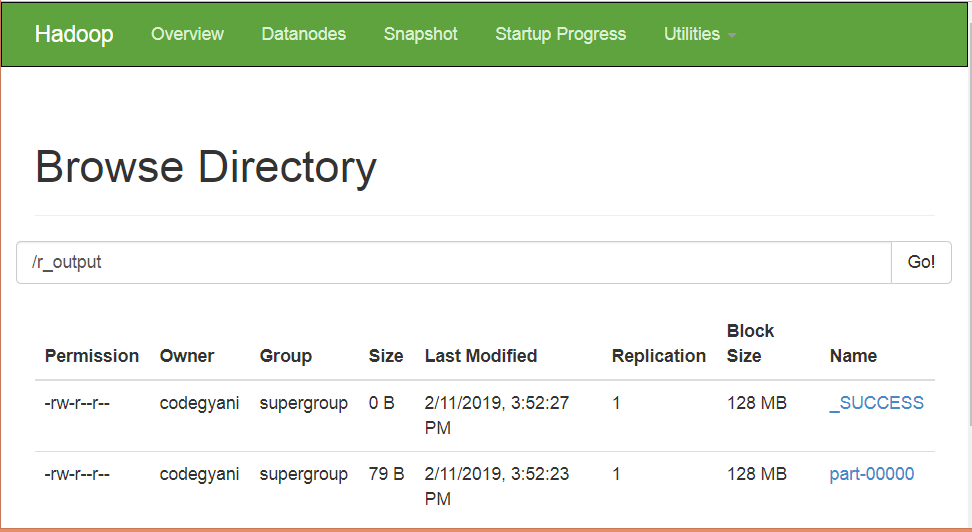 Hadoop Overview Datanodes Snapshot Startup Progress Utilities
Browse Directory
/r_output Go!
Permission Owner Group Size Last Modified Replication Block Size Name
-rw-r--r-- codegyani supergroup 0 B 2/11/2019, 3:52:27 PM 1 128 MB _SUCCESS
-rw-r--r-- codegyani supergroup 79 B 2/11/2019, 3:52:23 PM 1 128 MB part-00000